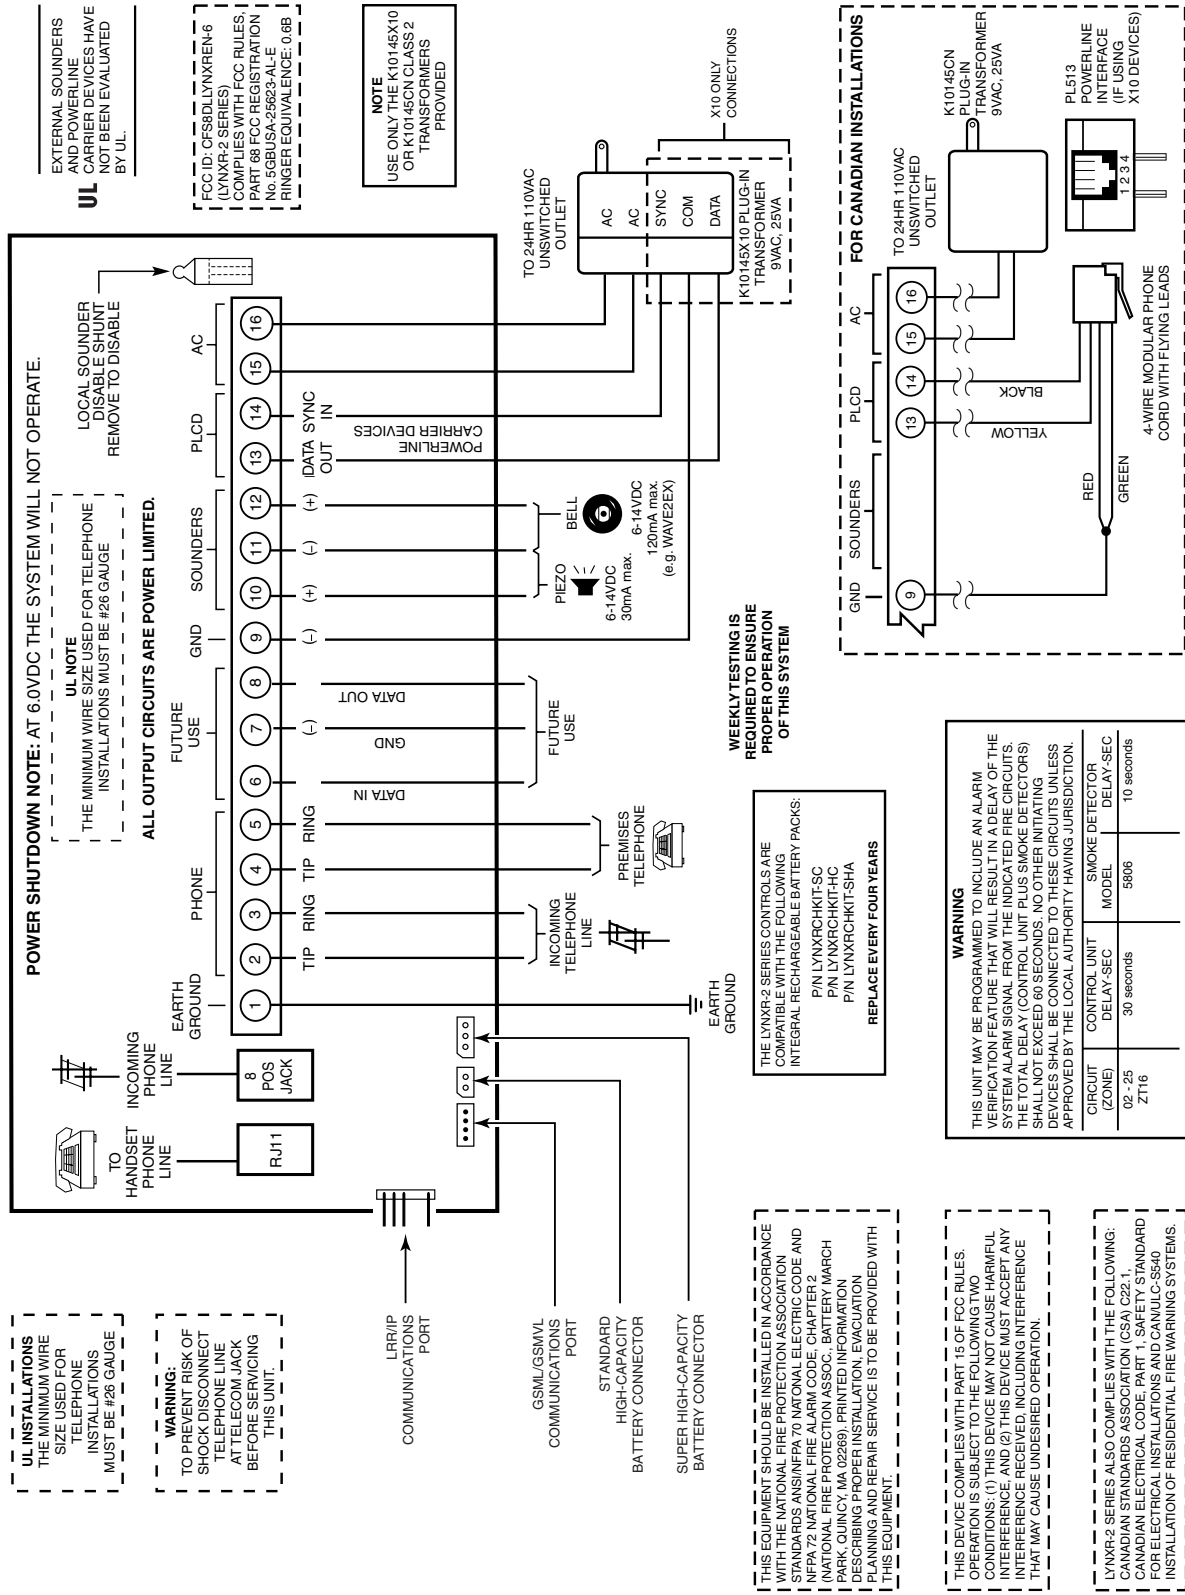 UL INSTALLATIONS
THE MINIMUM WIRE
SIZE USED FOR
TELEPHONE
INSTALLATIONS
MUST BE #26 GAUGE
WARNING:
TO PREVENT RISK OF
SHOCK DISCONNECT
TELEPHONE LINE
AT TELECOM JACK
BEFORE SERVICING
THIS UNIT.
LRR/IP
COMMUNICATIONS
PORT
GSML/GSMVL
COMMUNICATIONS
PORT
STANDARD
HIGH-CAPACITY
BATTERY CONNECTOR
SUPER HIGH-CAPACITY
BATTERY CONNECTOR
TO
HANDSET
PHONE
LINE
RJ11
INCOMING
PHONE
LINE
8
POS
JACK
POWER SHUTDOWN NOTE: AT 6.0VDC THE SYSTEM WILL NOT OPERATE.
UL NOTE
THE MINIMUM WIRE SIZE USED FOR TELEPHONE
INSTALLATIONS MUST BE #26 GAUGE
ALL OUTPUT CIRCUITS ARE POWER LIMITED.
LOCAL SOUNDER
DISABLE SHUNT
REMOVE TO DISABLE
EARTH
GROUND
PHONE
FUTURE
USE
GND
SOUNDERS
PLCD
AC
1 2 3 4 5 6 7 8 9 10 11 12 13 14 15 16
TIP RING TIP RING
DATA IN
(–)
GND
DATA OUT
(–)
(+) (–) (+)
DATA
OUT
SYNC
IN
POWERLINE
CARRIER DEVICES
EARTH
GROUND
INCOMING
TELEPHONE
LINE
PREMISES
TELEPHONE
FUTURE
USE
PIEZO
6-14VDC
30mA max.
BELL
6-14VDC
120mA max.
(e.g. WAVE2EX)
UL
EXTERNAL SOUNDERS
AND POWERLINE
CARRIER DEVICES HAVE
NOT BEEN EVALUATED
BY UL.
FCC ID: CFS8DLLYNXREN-6
(LYNXR-2 SERIES)
COMPLIES WITH FCC RULES,
PART 68 FCC REGISTRATION
No. 5GBUSA-25623-AL-E
RINGER EQUIVALENCE: 0.6B
NOTE
USE ONLY THE K10145X10
OR K10145CN CLASS 2
TRANSFORMERS
PROVIDED
TO 24HR 110VAC
UNSWITCHED
OUTLET
AC
AC
SYNC
COM
DATA
K10145X10 PLUG-IN
TRANSFORMER
9VAC, 25VA
X10 ONLY
CONNECTIONS
THIS EQUIPMENT SHOULD BE INSTALLED IN ACCORDANCE
WITH THE NATIONAL FIRE PROTECTION ASSOCIATION
STANDARDS ANSI/NFPA 70 NATONAL ELECTRIC CODE AND
NFPA 72 NATIONAL FIRE ALARM CODE, CHAPTER 2
(NATIONAL FIRE PROTECTION ASSOC., BATTERY MARCH
PARK, QUINCY, MA 02269). PRINTED INFORMATION
DESCRIBING PROPER INSTALLATION, EVACUATION
PLANNING AND REPAIR SERVICE IS TO BE PROVIDED WITH
THIS EQUIPMENT.
THIS DEVICE COMPLIES WITH PART 15 OF FCC RULES.
OPERATION IS SUBJECT TO THE FOLLOWING TWO
CONDITIONS: (1) THIS DEVICE MAY NOT CAUSE HARMFUL
INTERFERENCE, AND (2) THIS DEVICE MUST ACCEPT ANY
INTERFERENCE RECEIVED, INCLUDING INTERFERENCE
THAT MAY CAUSE UNDESIRED OPERATION.
LYNXR-2 SERIES ALSO COMPLIES WITH THE FOLLOWING:
CANADIAN STANDARDS ASSOCIATION (CSA) C22.1,
CANADIAN ELECTRICAL CODE, PART 1, SAFETY STANDARD
FOR ELECTRICAL INSTALLATIONS AND CAN/ULC-S540
INSTALLATION OF RESIDENTIAL FIRE WARNING SYSTEMS.
THE LYNXR-2 SERIES CONTROLS ARE
COMPATIBLE WITH THE FOLLOWING
INTEGRAL RECHARGEABLE BATTERY PACKS:
P/N LYNXRCHKIT-SC
P/N LYNXRCHKIT-HC
P/N LYNXRCHKIT-SHA
REPLACE EVERY FOUR YEARS
WEEKLY TESTING IS
REQUIRED TO ENSURE
PROPER OPERATION
OF THIS SYSTEM
WARNING
THIS UNIT MAY BE PROGRAMMED TO INCLUDE AN ALARM
VERIFICATION FEATURE THAT WILL RESULT IN A DELAY OF THE
SYSTEM ALARM SIGNAL FROM THE INDICATED FIRE CIRCUITS.
THE TOTAL DELAY (CONTROL UNIT PLUS SMOKE DETECTORS)
SHALL NOT EXCEED 60 SECONDS. NO OTHER INITIATING
DEVICES SHALL BE CONNECTED TO THESE CIRCUITS UNLESS
APPROVED BY THE LOCAL AUTHORITY HAVING JURISDICTION.
CIRCUIT
(ZONE)
CONTROL UNIT
DELAY-SEC
SMOKE DETECTOR
MODEL DELAY-SEC
02 - 25
ZT16
30 seconds
5806
10 seconds
FOR CANADIAN INSTALLATIONS
GND
SOUNDERS
PLCD
AC
9 13 14 15 16
YELLOW
BLACK
RED
GREEN
TO 24HR 110VAC
UNSWITCHED
OUTLET
K10145CN
PLUG-IN
TRANSFORMER
9VAC, 25VA
4-WIRE MODULAR PHONE
CORD WITH FLYING LEADS
1 2 3 4
PL513
POWERLINE
INTERFACE
(IF USING
X10 DEVICES)